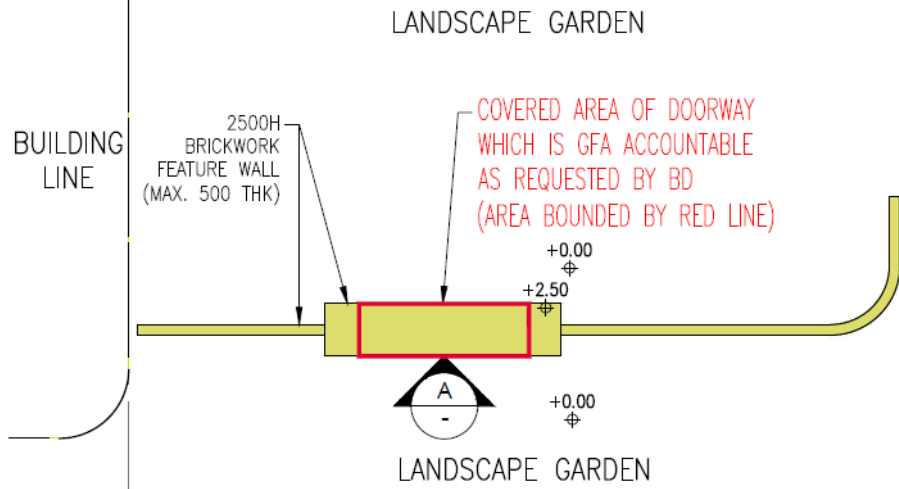 LANDSCAPE GARDEN
BUILDING
LINE
2500H
BRICKWORK
FEATURE WALL
(MAX. 500 THK)
COVERED AREA OF DOORWAY
WHICH IS GFA ACCOUNTABLE
AS REQUESTED BY BD
(AREA BOUNDED BY RED LINE)
+0.00
+2.50
A
-
+0.00
LANDSCAPE GARDEN